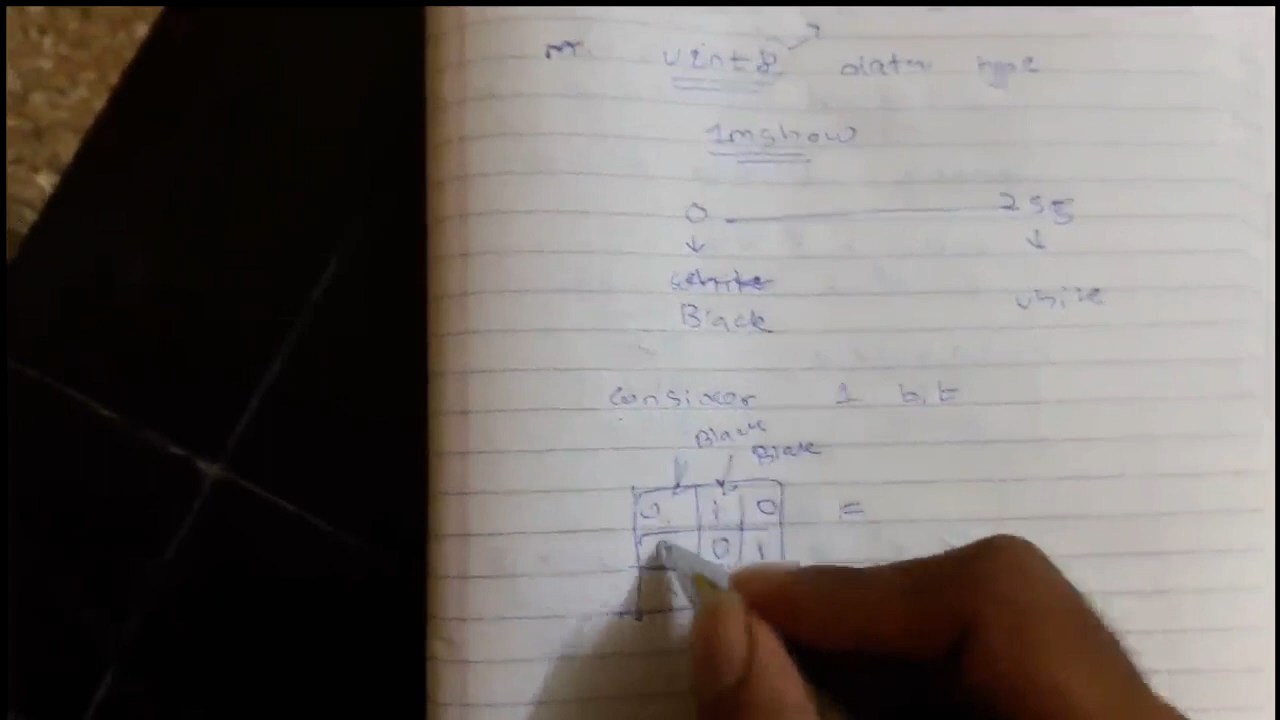 uint8 data type
imshow
0 255
white
Black white
Consider 1 bit
Black
Black
0 1 0 =
0 1